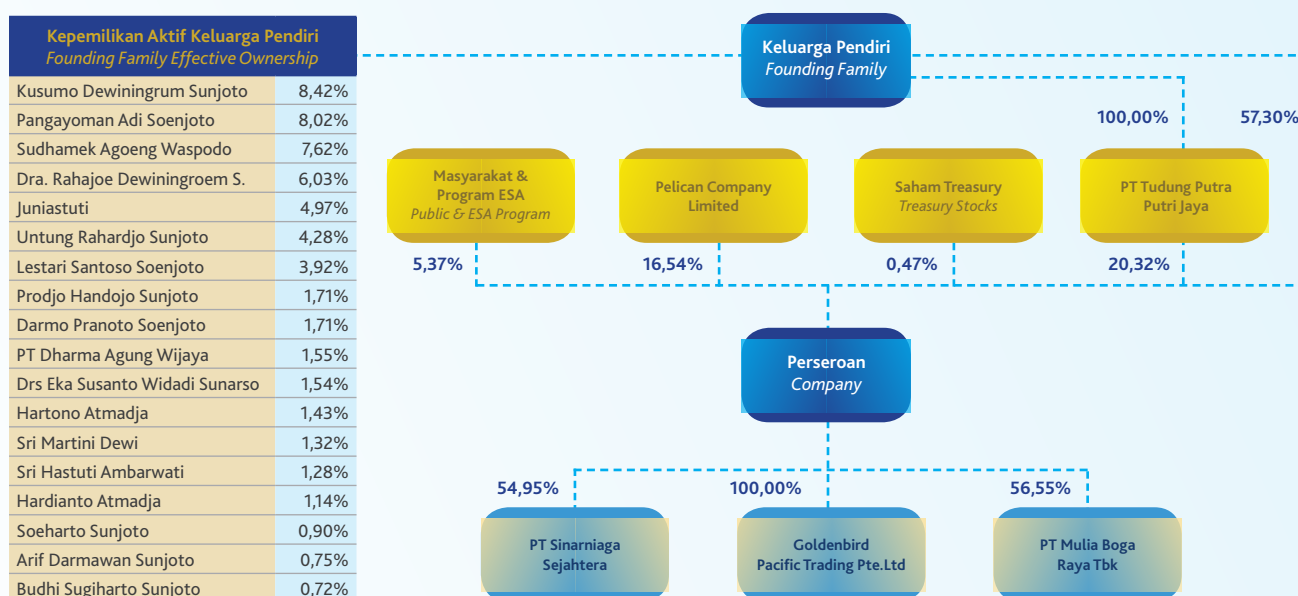 Kepemilikan Aktif Keluarga Pendiri
Founding Family Effective Ownership
Kusumo Dewiningrum Sunjoto 8,42%
Pangayoman Adi Soenjoto 8,02%
Sudhamek Agoeng Waspodo 7,62%
Dra. Rahajoe Dewiningroem S. 6,03%
Juniastuti 4,97%
Untung Rahardjo Sunjoto 4,28%
Lestari Santoso Soenjoto 3,92%
Prodjo Handojo Sunjoto 1,71%
Darmo Pranoto Soenjoto 1,71%
PT Dharma Agung Wijaya 1,55%
Drs Eka Susanto Widadi Sunarso 1,54%
Hartono Atmadja 1,43%
Sri Martini Dewi 1,32%
Sri Hastuti Ambarwati 1,28%
Hardianto Atmadja 1,14%
Soeharto Sunjoto 0,90%
Arif Darmawan Sunjoto 0,75%
Budhi Sugiharto Sunjoto 0,72%
Keluarga Pendiri
Founding Family
100,00%
57,30%
Masyarakat &
Program ESA
Public & ESA Program
Pelican Company
Limited
Saham Treasury
Treasury Stocks
PT Tudung Putra
Putri Jaya
5,37%
16,54%
0,47%
20,32%
Perseroan
Company
54,95%
100,00%
56,55%
PT Sinarniaga
Sejahtera
Goldenbird
Pacific Trading Pte.Ltd
PT Mulia Boga
Raya Tbk